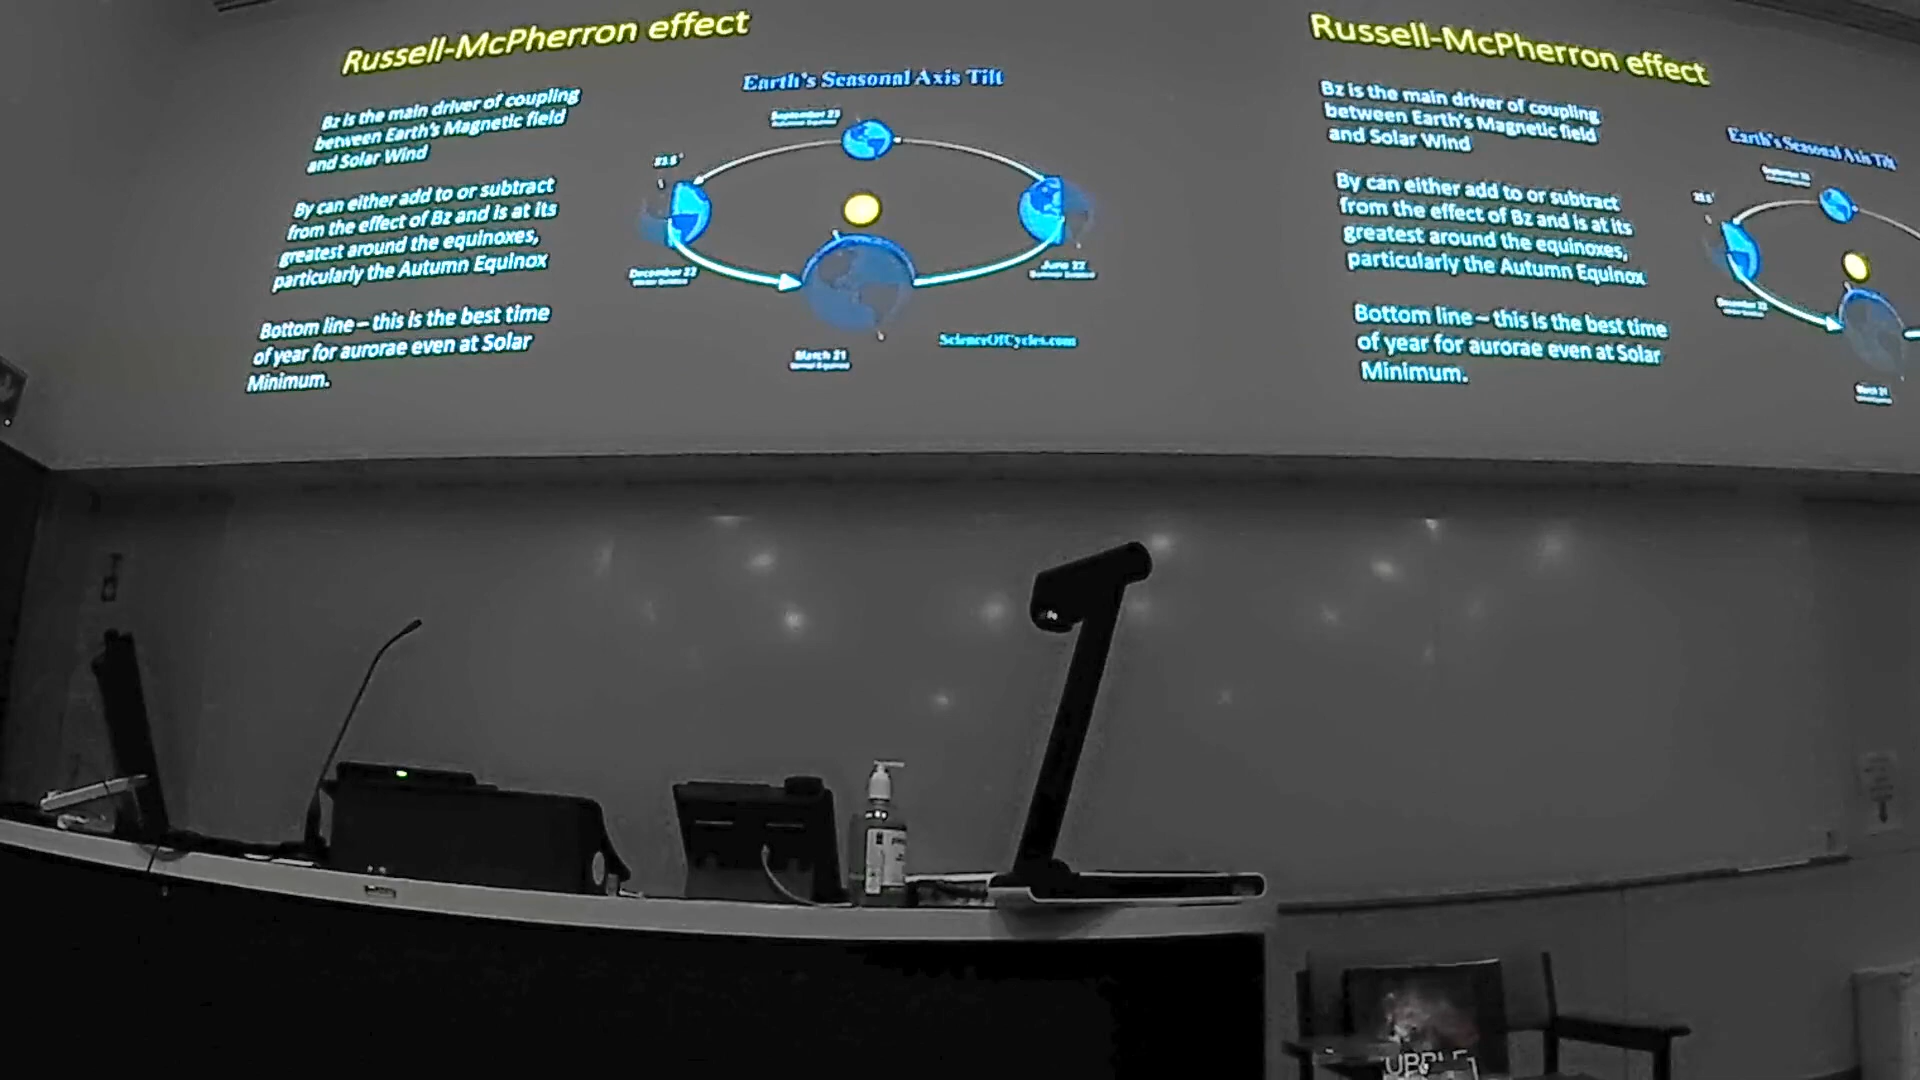 Russell-McPherron effect
Bz is the main driver of coupling
between Earth's Magnetic field
and Solar Wind
By can either add to or subtract
from the effect of Bz and is at its
greatest around the equinoxes,
particularly the Autumn Equinox
Bottom line – this is the best time
of year for aurorae even at Solar
Minimum.
Earth's Seasonal Axis Tilt
September 23
23.5°
December 22
June 22
March 21
ScienceOfCycles.com
Russell-McPherron effect
Bz is the main driver of coupling
between Earth's Magnetic field
and Solar Wind
By can either add to or subtract
from the effect of Bz and is at its
greatest around the equinoxes,
particularly the Autumn Equinox
Bottom line – this is the best time
of year for aurorae even at Solar
Minimum.
Earth's Seasonal Axis Tilt
March 21